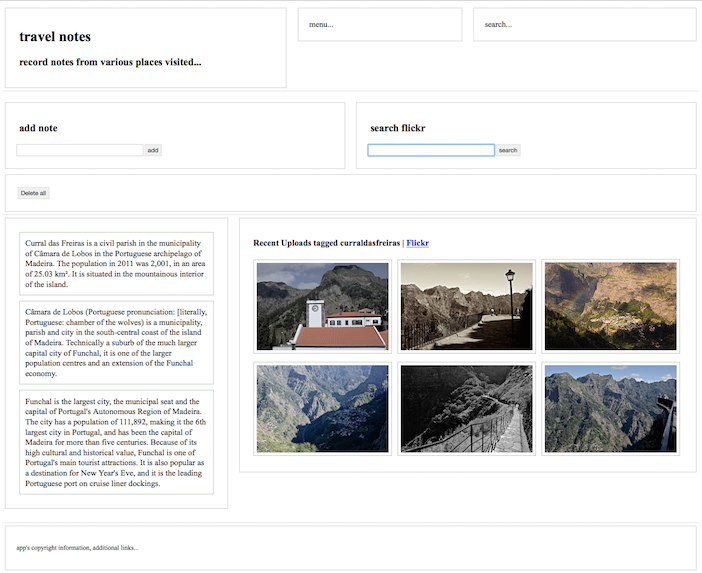 travel notes
record notes from various places visited...
menu...
search...
add note
add
search flickr
search
Delete all
Curral das Freiras is a civil parish in the municipality
of Câmara de Lobos in the Portuguese archipelago of
Madeira. The population in 2011 was 2,001, in an area
of 25.03 km². It is situated in the mountainous interior
of the island.
Câmara de Lobos (Portuguese pronunciation: [literally,
Portuguese: chamber of the wolves) is a municipality,
parish and city in the south-central coast of the island
of Madeira. Technically a suburb of the much larger
capital city of Funchal, it is one of the larger
population centres and an extension of the Funchal
economy.
Funchal is the largest city, the municipal seat and the
capital of Portugal's Autonomous Region of Madeira.
The city has a population of 111,892, making it the 6th
largest city in Portugal, and has been the capital of
Madeira for more than five centuries. Because of its
high cultural and historical value, Funchal is one of
Portugal's main tourist attractions. It is also popular as
a destination for New Year's Eve, and it is the leading
Portuguese port on cruise liner dockings.
Recent Uploads tagged curraldasfreiras | Flickr
app's copyright information, additional links...